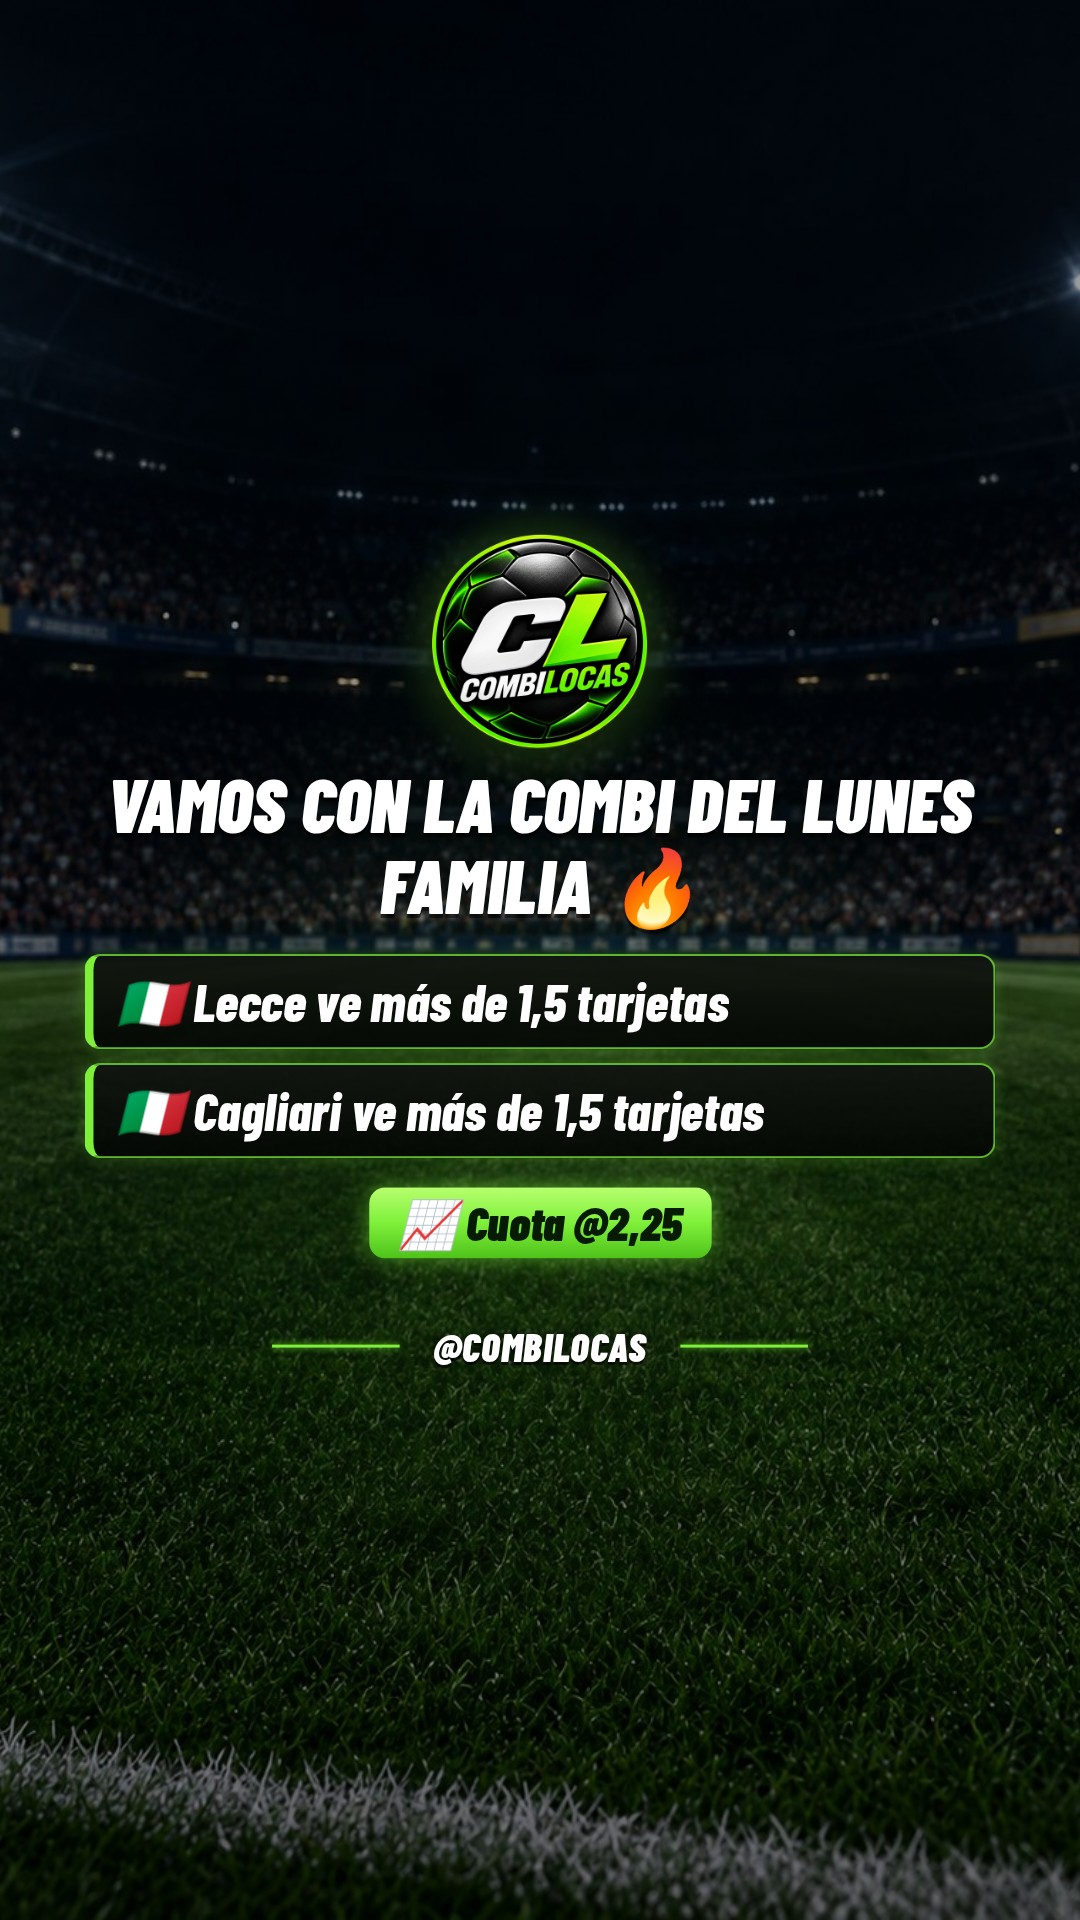 CL
COMBILOCAS
VAMOS CON LA COMBI DEL LUNES
FAMILIA 🔥
🇮🇹 Lecce ve más de 1,5 tarjetas
🇮🇹 Cagliari ve más de 1,5 tarjetas
📈 Cuota @2,25
@COMBILOCAS